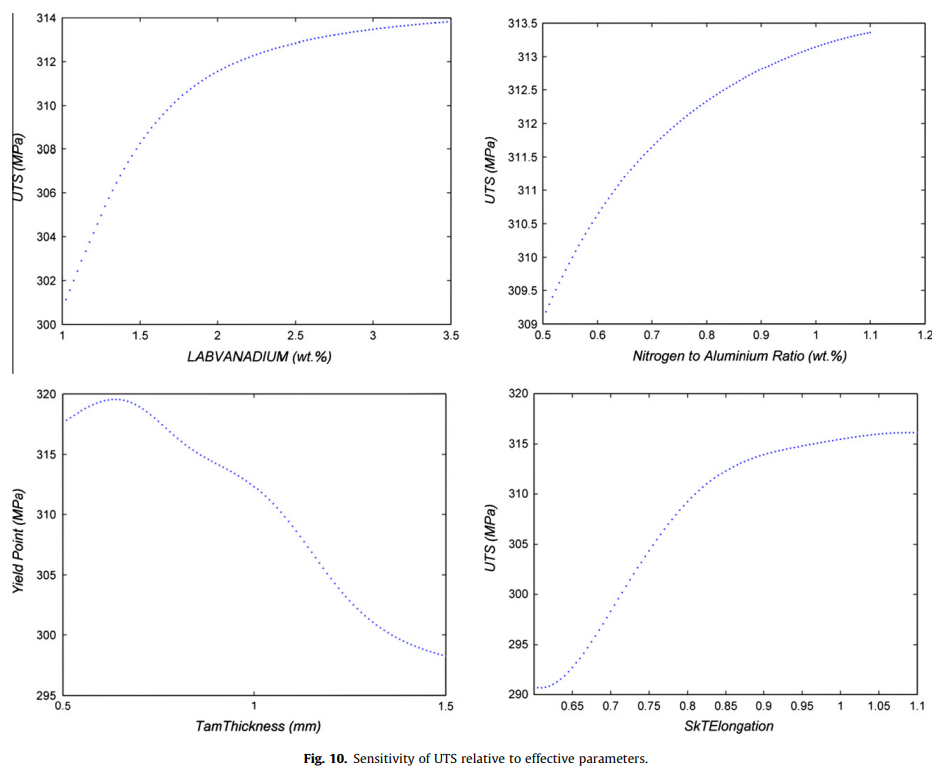 314
312
310
308
306
304
302
300
UTS (MPa)
1 1.5 2 2.5 3 3.5
LABVANADIUM (wt.%)
313.5
313
312.5
312
311.5
311
310.5
310
309.5
309
UTS (MPa)
0.5 0.6 0.7 0.8 0.9 1 1.1 1.2
Nitrogen to Aluminium Ratio (wt.%)
320
315
310
305
300
295
Yield Point (MPa)
0.5 1 1.5
TamThickness (mm)
320
315
310
305
300
295
290
UTS (MPa)
0.65 0.7 0.75 0.8 0.85 0.9 0.95 1 1.05 1.1
SkTElongation
Fig. 10. Sensitivity of UTS relative to effective parameters.